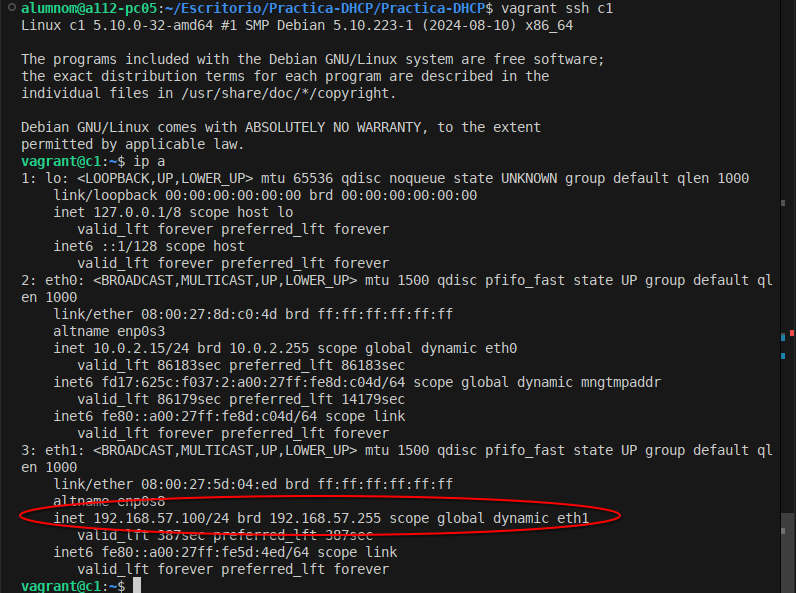 alumnom@a112-pc05:~/Escritorio/Practica-DHCP/Practica-DHCP$ vagrant ssh c1
Linux c1 5.10.0-32-amd64 #1 SMP Debian 5.10.223-1 (2024-08-10) x86_64
The programs included with the Debian GNU/Linux system are free software;
the exact distribution terms for each program are described in the
individual files in /usr/share/doc/*/copyright.
Debian GNU/Linux comes with ABSOLUTELY NO WARRANTY, to the extent
permitted by applicable law.
vagrant@c1:~$ ip a
1: lo: <LOOPBACK,UP,LOWER_UP> mtu 65536 qdisc noqueue state UNKNOWN group default qlen 1000
link/loopback 00:00:00:00:00:00 brd 00:00:00:00:00:00
inet 127.0.0.1/8 scope host lo
valid_lft forever preferred_lft forever
inet6 ::1/128 scope host
valid_lft forever preferred_lft forever
2: eth0: <BROADCAST,MULTICAST,UP,LOWER_UP> mtu 1500 qdisc pfifo_fast state UP group default ql
en 1000
link/ether 08:00:27:8d:c0:4d brd ff:ff:ff:ff:ff:ff
altname enp0s3
inet 10.0.2.15/24 brd 10.0.2.255 scope global dynamic eth0
valid_lft 86183sec preferred_lft 86183sec
inet6 fd17:625c:f037:2:a00:27ff:fe8d:c04d/64 scope global dynamic mngtmpaddr
valid_lft 86179sec preferred_lft 14179sec
inet6 fe80::a00:27ff:fe8d:c04d/64 scope link
valid_lft forever preferred_lft forever
3: eth1: <BROADCAST,MULTICAST,UP,LOWER_UP> mtu 1500 qdisc pfifo_fast state UP group default ql
en 1000
link/ether 08:00:27:5d:04:ed brd ff:ff:ff:ff:ff:ff
altname enp0s8
inet 192.168.57.100/24 brd 192.168.57.255 scope global dynamic eth1
valid_lft 387sec preferred_lft 387sec
inet6 fe80::a00:27ff:fe5d:4ed/64 scope link
valid_lft forever preferred_lft forever
vagrant@c1:~$